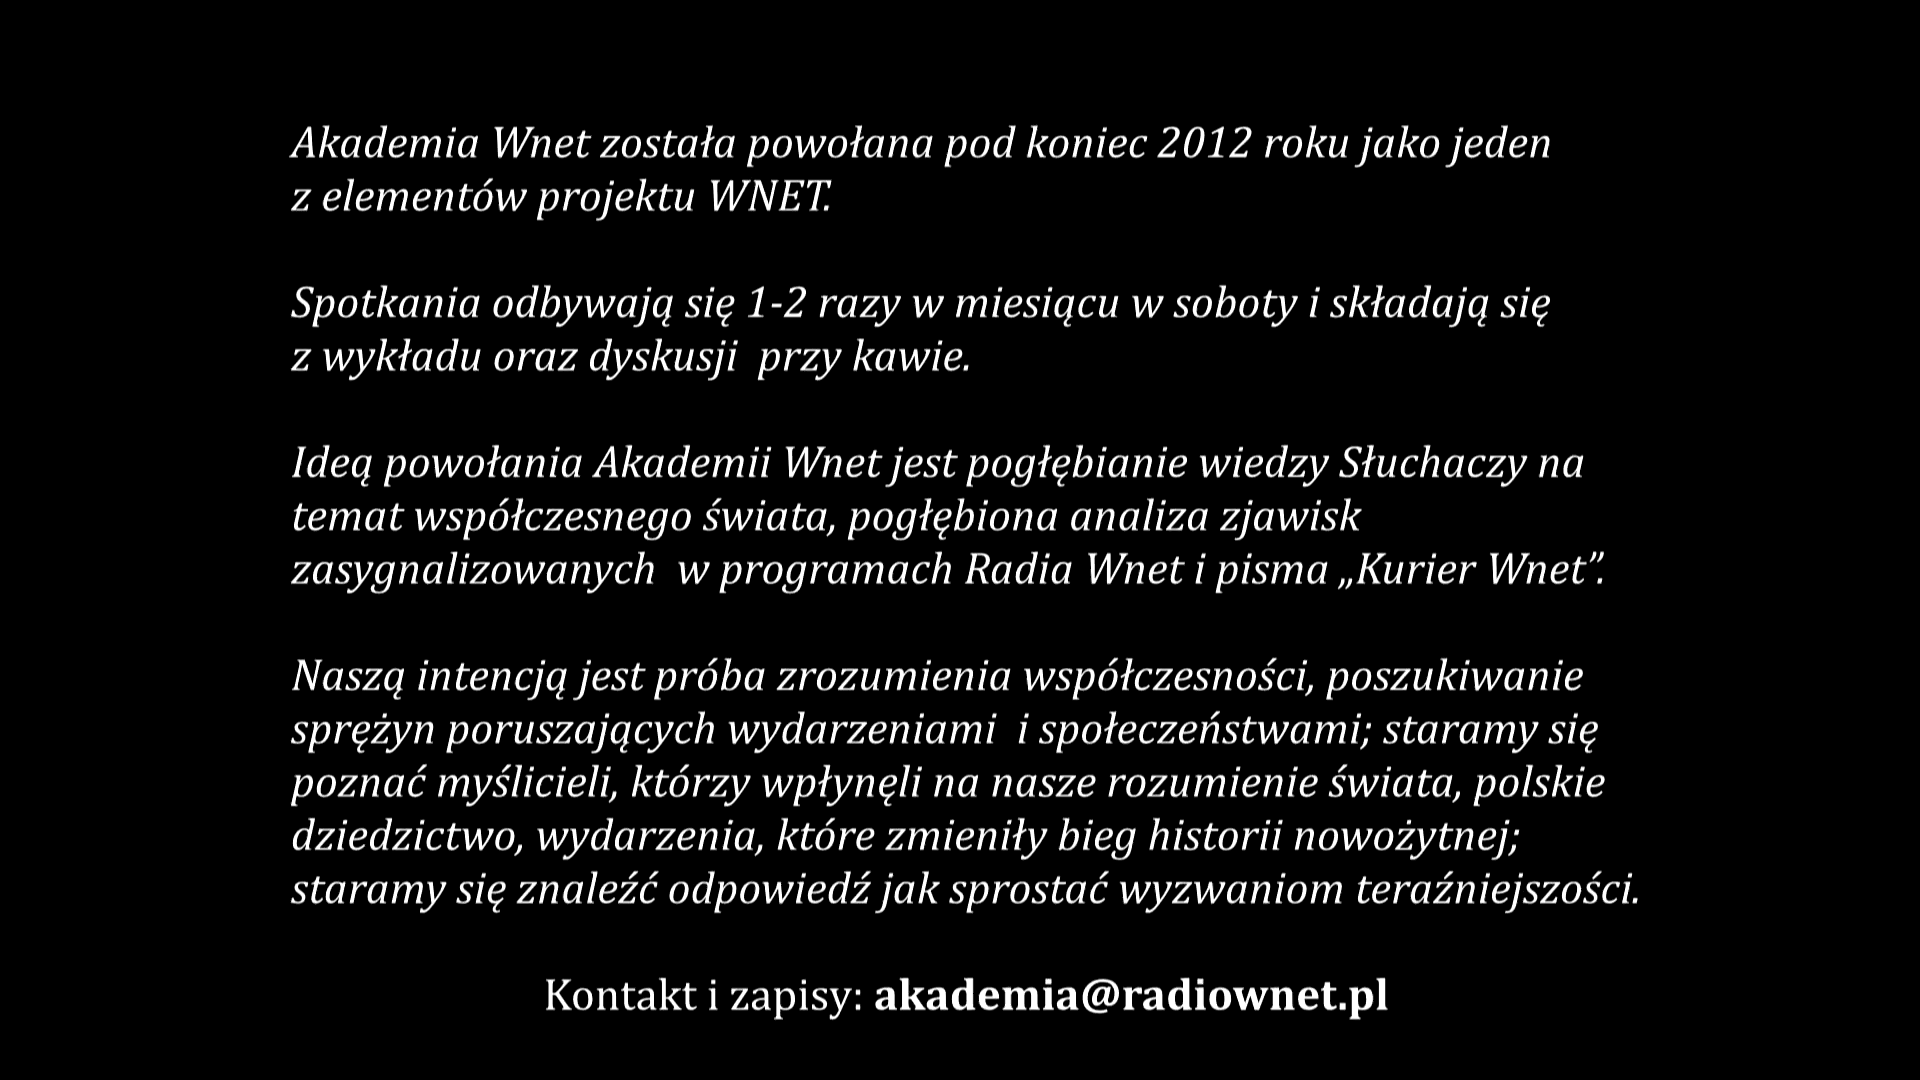 Akademia Wnet została powołana pod koniec 2012 roku jako jeden
z elementów projektu WNET.
Spotkania odbywają się 1-2 razy w miesiącu w soboty i składają się
z wykładu oraz dyskusji  przy kawie.
Ideą powołania Akademii Wnet jest pogłębianie wiedzy Słuchaczy na
temat współczesnego świata, pogłębiona analiza zjawisk
zasygnalizowanych  w programach Radia Wnet i pisma „Kurier Wnet”.
Naszą intencją jest próba zrozumienia współczesności, poszukiwanie
sprężyn poruszających wydarzeniami  i społeczeństwami; staramy się
poznać myślicieli, którzy wpłynęli na nasze rozumienie świata, polskie
dziedzictwo, wydarzenia, które zmieniły bieg historii nowożytnej;
staramy się znaleźć odpowiedź jak sprostać wyzwaniom teraźniejszości.
Kontakt i zapisy: akademia@radiownet.pl